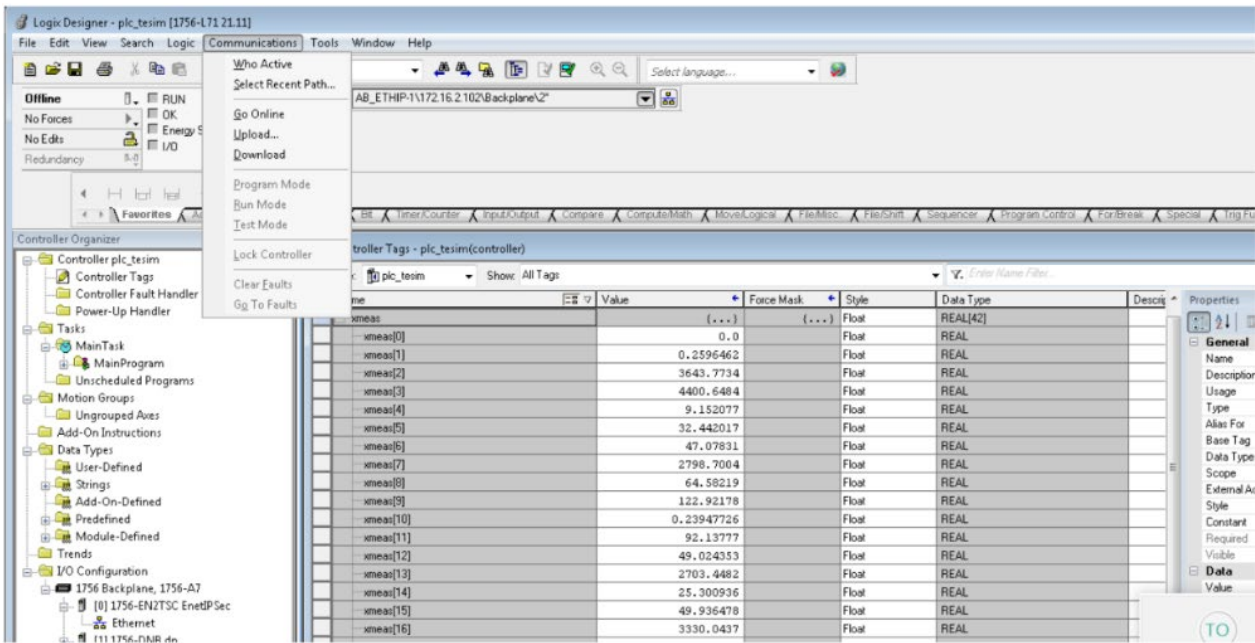 Logix Designer - plc_tesim [1756-L71 21.11]
File Edit View Search Logic Communications Tools Window Help
Who Active
Select Recent Path...
Go Online
Upload...
Download
Program Mode
Run Mode
Test Mode
Lock Controller
Clear Faults
Go To Faults
Select language...
Offline
RUN
No Forces
OK
No Edits
Energy S
I/O
Redundancy
AB_ETHIP-1\172.16.2.102\Backplane\2"
Favorites Bit Timer/Counter Input/Output Compare Compute/Math Move/Logical File/Misc. File/Shift Sequencer Program Control For/Break Special Trig Fu
Controller Organizer
Controller plc_tesim
Controller Tags
Controller Fault Handler
Power-Up Handler
Tasks
MainTask
MainProgram
Unscheduled Programs
Motion Groups
Ungrouped Axes
Add-On Instructions
Data Types
User-Defined
Strings
Add-On-Defined
Predefined
Module-Defined
Trends
I/O Configuration
1756 Backplane, 1756-A7
[0] 1756-EN2TSC EnetIPSec
Ethernet
[1] 1756-DNB dn
troller Tags - plc_tesim(controller)
plc_tesim Show: All Tags Enter Name Filter...
me Value Force Mask Style Data Type Descrip
xmeas {...} {...} Float REAL[42]
xmeas[0] 0.0 Float REAL
xmeas[1] 0.2596462 Float REAL
xmeas[2] 3643.7734 Float REAL
xmeas[3] 4400.6484 Float REAL
xmeas[4] 9.152077 Float REAL
xmeas[5] 32.442017 Float REAL
xmeas[6] 47.07831 Float REAL
xmeas[7] 2798.7004 Float REAL
xmeas[8] 64.58219 Float REAL
xmeas[9] 122.92178 Float REAL
xmeas[10] 0.23947726 Float REAL
xmeas[11] 92.13777 Float REAL
xmeas[12] 49.024353 Float REAL
xmeas[13] 2703.4482 Float REAL
xmeas[14] 25.300936 Float REAL
xmeas[15] 49.936478 Float REAL
xmeas[16] 3330.0437 Float REAL
Properties
General
Name
Description
Usage
Type
Alias For
Base Tag
Data Type
Scope
External Ac
Style
Constant
Required
Visible
Data
Value
TO